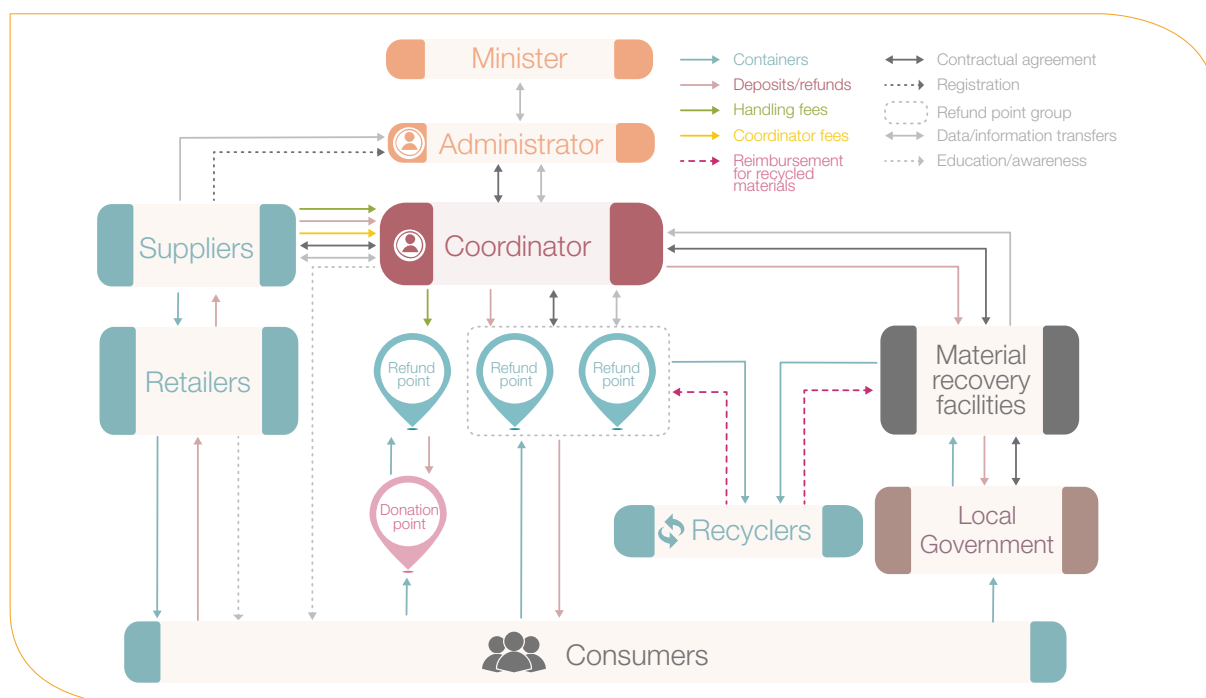 Minister
Administrator
Containers
Deposits/refunds
Handling fees
Coordinator fees
Reimbursement
for recycled
materials
Contractual agreement
Registration
Refund point group
Data/information transfers
Education/awareness
Suppliers
Coordinator
Retailers
Refund
point
Refund
point
Refund
point
Material
recovery
facilities
Donation
point
Recyclers
Local
Government
Consumers